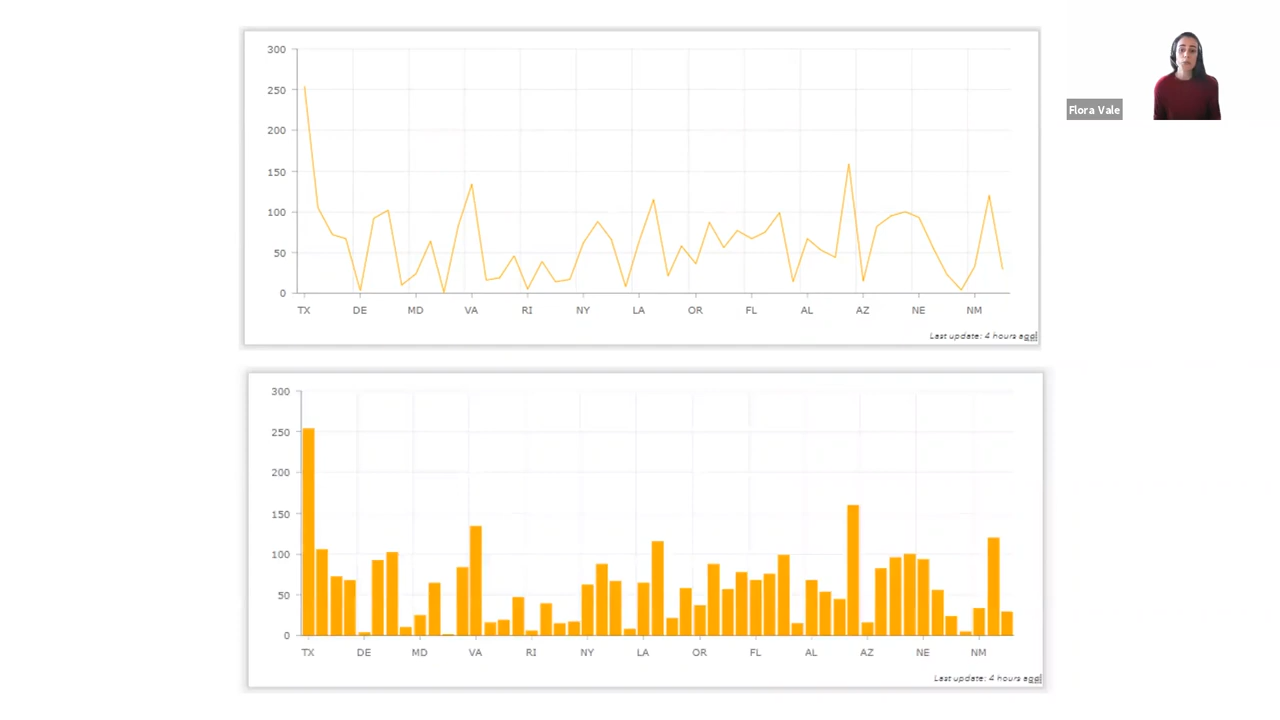 300
250
200
150
100
50
0
TX DE MD VA RI NY LA OR FL AL AZ NE NM
Last update: 4 hours ago
Flora Vale
300
250
200
150
100
50
0
TX DE MD VA RI NY LA OR FL AL AZ NE NM
Last update: 4 hours ago